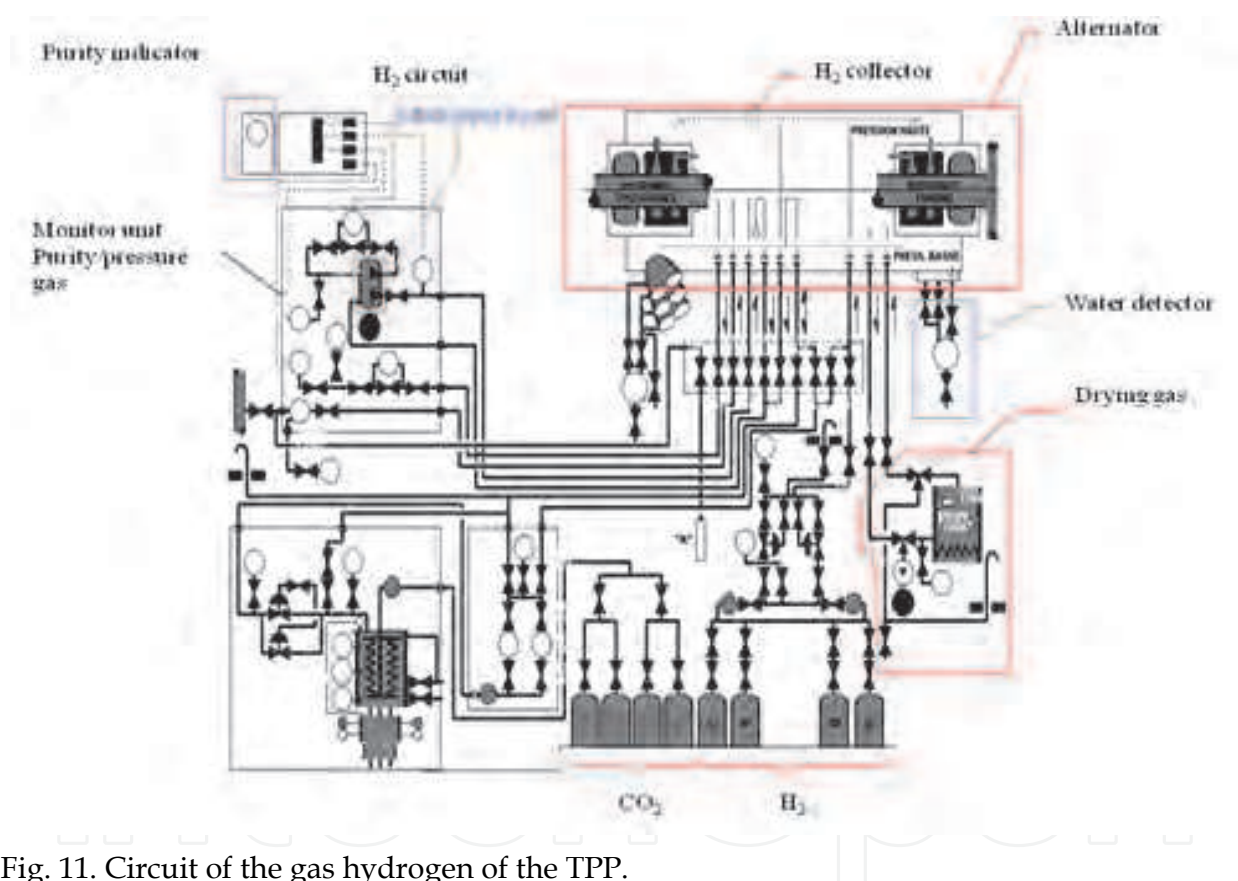 Alternator
Purity indicator
H2 circuit
H2 collector
Monitor unit
Purity/pressure
gas
Water detector
Drying gas
CO2
H2
InTechOpen
Fig. 11. Circuit of the gas hydrogen of the TPP.